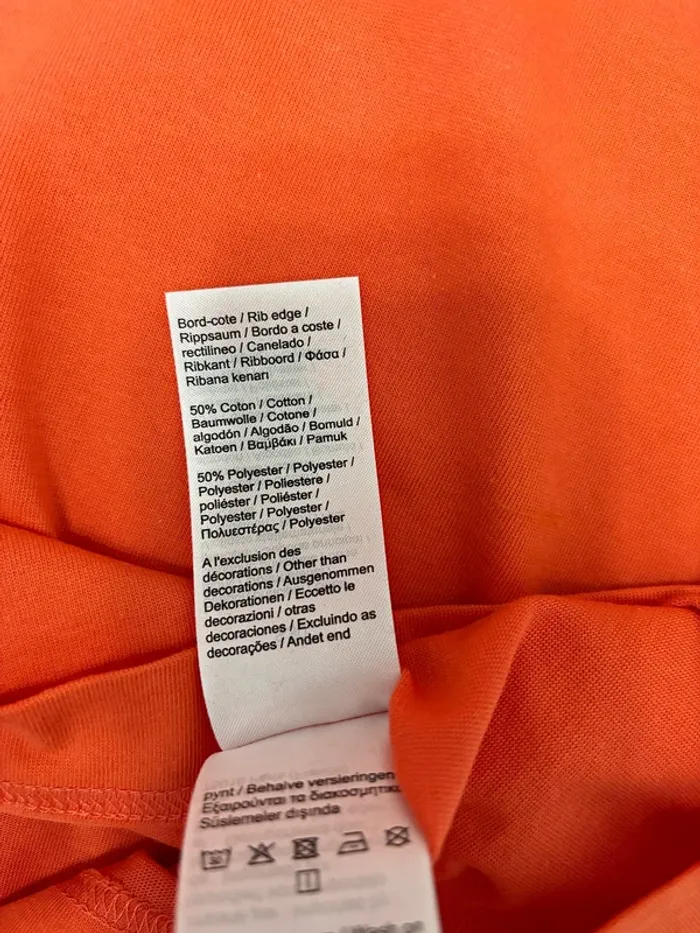 Bord-cote / Rib edge /
Rippsaum / Bordo a coste /
rectilineo / Canelado /
Ribkant / Ribboord / Φάσα /
Ribana kenarı
50% Coton / Cotton /
Baumwolle / Cotone /
algodón / Algodão / Bomuld /
Katoen / Βαμβάκι / Pamuk
50% Polyester / Polyester /
Polyester / Poliestere /
poliéster / Poliéster /
Polyester / Polyester /
Πολυεστέρας / Polyester
A l'exclusion des
décorations / Other than
decorations / Ausgenommen
Dekorationen / Eccetto le
decorazioni / otras
decoraciones / Excluindo as
decorações / Andet end
pynt / Behalve versieringen
Εξαιρούνται τα διακοσμητικά
Süslemeler dışında